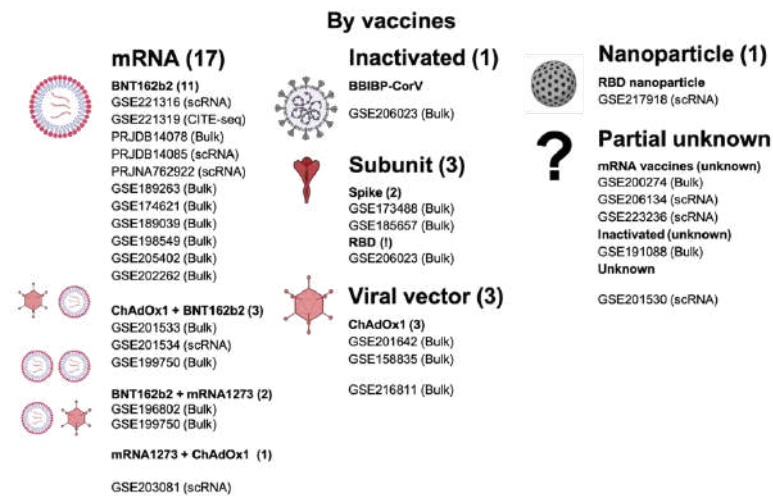 By vaccines
mRNA (17)
BNT162b2 (11)
GSE221316 (scRNA)
GSE221319 (CITE-seq)
PRJDB14078 (Bulk)
PRJDB14085 (scRNA)
PRJNA762922 (scRNA)
GSE189263 (Bulk)
GSE174621 (Bulk)
GSE189039 (Bulk)
GSE198549 (Bulk)
GSE205402 (Bulk)
GSE202262 (Bulk)
ChAdOx1 + BNT162b2 (3)
GSE201533 (Bulk)
GSE201534 (scRNA)
GSE199750 (Bulk)
BNT162b2 + mRNA1273 (2)
GSE196802 (Bulk)
GSE199750 (Bulk)
mRNA1273 + ChAdOx1 (1)
GSE203081 (scRNA)
Inactivated (1)
BBIBP-CorV
GSE206023 (Bulk)
Subunit (3)
Spike (2)
GSE173488 (Bulk)
GSE185657 (Bulk)
RBD (!)
GSE206023 (Bulk)
Viral vector (3)
ChAdOx1 (3)
GSE201642 (Bulk)
GSE158835 (Bulk)
GSE216811 (Bulk)
Nanoparticle (1)
RBD nanoparticle
GSE217918 (scRNA)
?
Partial unknown
mRNA vaccines (unknown)
GSE200274 (Bulk)
GSE206134 (scRNA)
GSE223236 (scRNA)
Inactivated (unknown)
GSE191088 (Bulk)
Unknown
GSE201530 (scRNA)